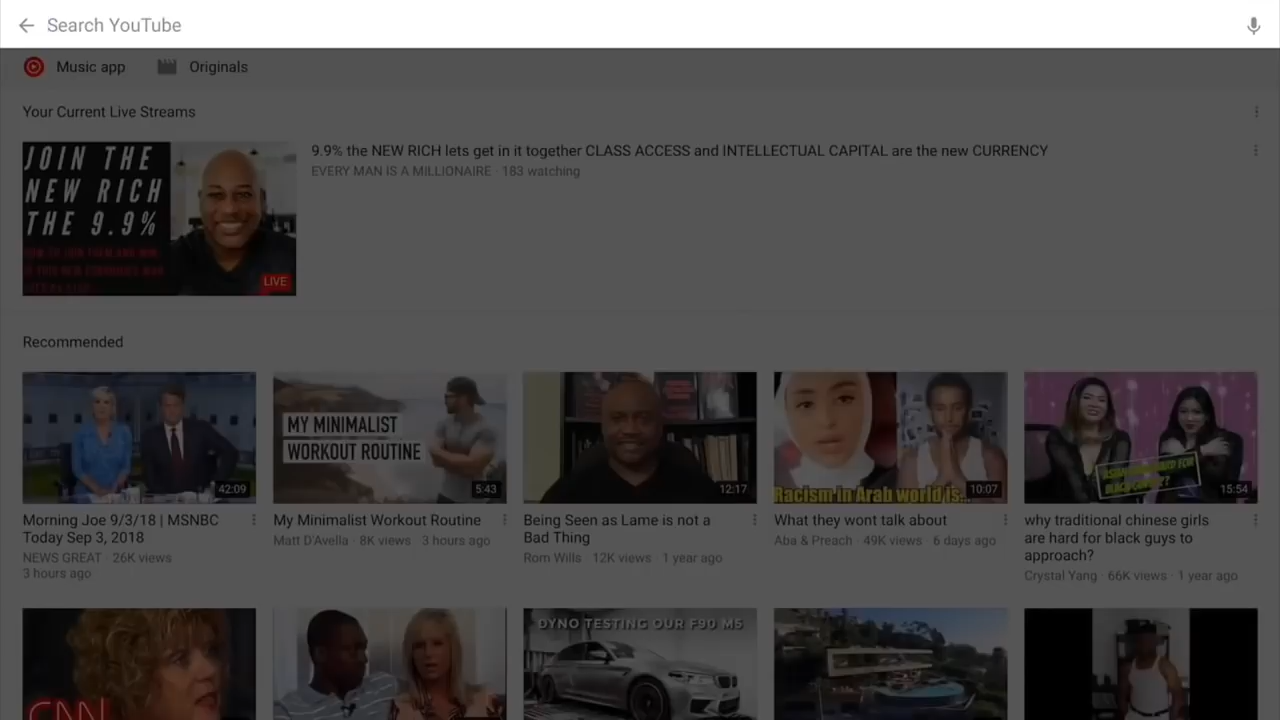 Search YouTube
Music app
Originals
Your Current Live Streams
JOIN THE
NEW RICH
THE 9.9%
LIVE
9.9% the NEW RICH lets get in it together CLASS ACCESS and INTELLECTUAL CAPITAL are the new CURRENCY
EVERY MAN IS A MILLIONAIRE · 183 watching
Recommended
42:09
Morning Joe 9/3/18 | MSNBC
Today Sep 3, 2018
NEWS GREAT · 26K views
3 hours ago
MY MINIMALIST
WORKOUT ROUTINE
5:43
My Minimalist Workout Routine
Matt D'Avella · 8K views · 3 hours ago
12:17
Being Seen as Lame is not a
Bad Thing
Rom Wills · 12K views · 1 year ago
Racism in Arab world is..
10:07
What they wont talk about
Aba & Preach · 49K views · 6 days ago
15:54
why traditional chinese girls
are hard for black guys to
approach?
Crystal Yang · 66K views · 1 year ago
CNN
DYNO TESTING OUR F90 M5